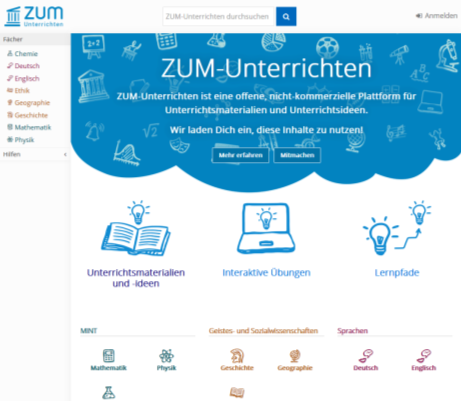 ZUM
Unterrichten
ZUM-Unterrichten durchsuchen
Anmelden
Fächer
Chemie
Deutsch
Englisch
Ethik
Geographie
Geschichte
Mathematik
Physik
Hilfen
1+7
√2
ZUM-Unterrichten
ZUM-Unterrichten ist eine offene, nicht-kommerzielle Plattform für
Unterrichtsmaterialien und Unterrichtsideen.
Wir laden Dich ein, diese Inhalte zu nutzen!
Mehr erfahren
Mitmachen
Unterrichtsmaterialien
und -ideen
Interaktive Übungen
Lernpfade
MINT
Geistes- und Sozialwissenschaften
Sprachen
Mathematik
Physik
Geschichte
Geographie
Deutsch
Englisch